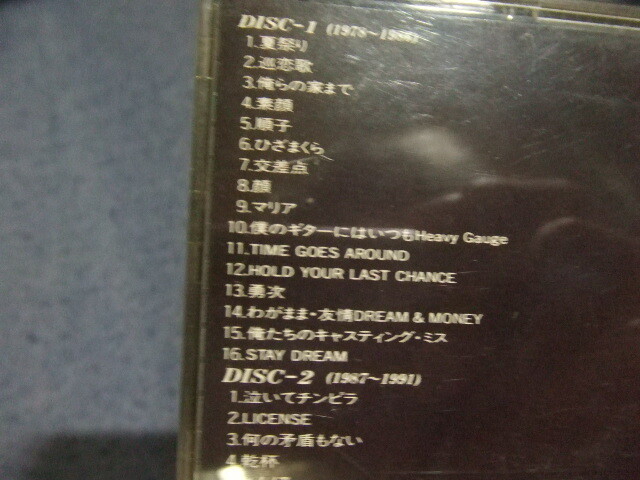 DISC-1 (1978~1986)
1.夏祭り
2.巡恋歌
3.俺らの家まで
4.素顔
5.順子
6.ひざまくら
7.交差点
8.顔
9.マリア
10.僕のギターにはいつもHeavy Gauge
11.TIME GOES AROUND
12.HOLD YOUR LAST CHANCE
13.勇次
14.わがまま・友情DREAM & MONEY
15.俺たちのキャスティング・ミス
16.STAY DREAM
DISC-2 (1987~1991)
1.泣いてチンピラ
2.LICENSE
3.何の矛盾もない
4.乾杯